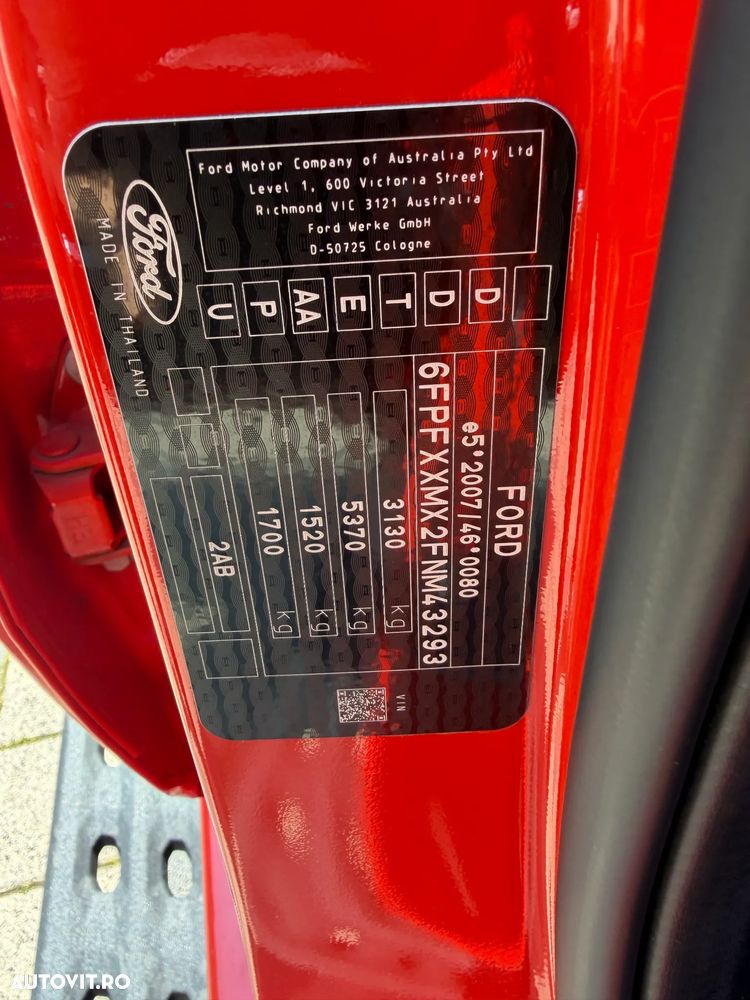 Ford Motor Company of Australia Pty Ltd
Level 1, 600 Victoria Street
Richmond VIC 3121 Australia
Ford Werke GmbH
D-50725 Cologne
Ford
MADE IN THAILAND
U P AA E T D D
FORD
e5*2007/46*0080
6FPFXXMX2FNM43293
3130 kg
5370 kg
1520 kg
1700 kg
2AB
VIN
AUTOVIT.RO